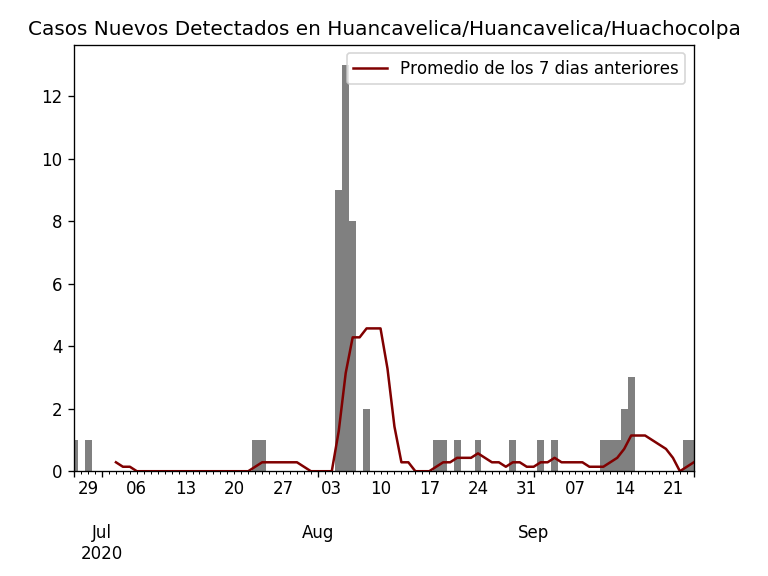 Casos Nuevos Detectados en Huancavelica/Huancavelica/Huachocolpa
Promedio de los 7 dias anteriores
12
10
8
6
4
2
0
29 06 13 20 27 03 10 17 24 31 07 14 21
Jul Aug Sep
2020